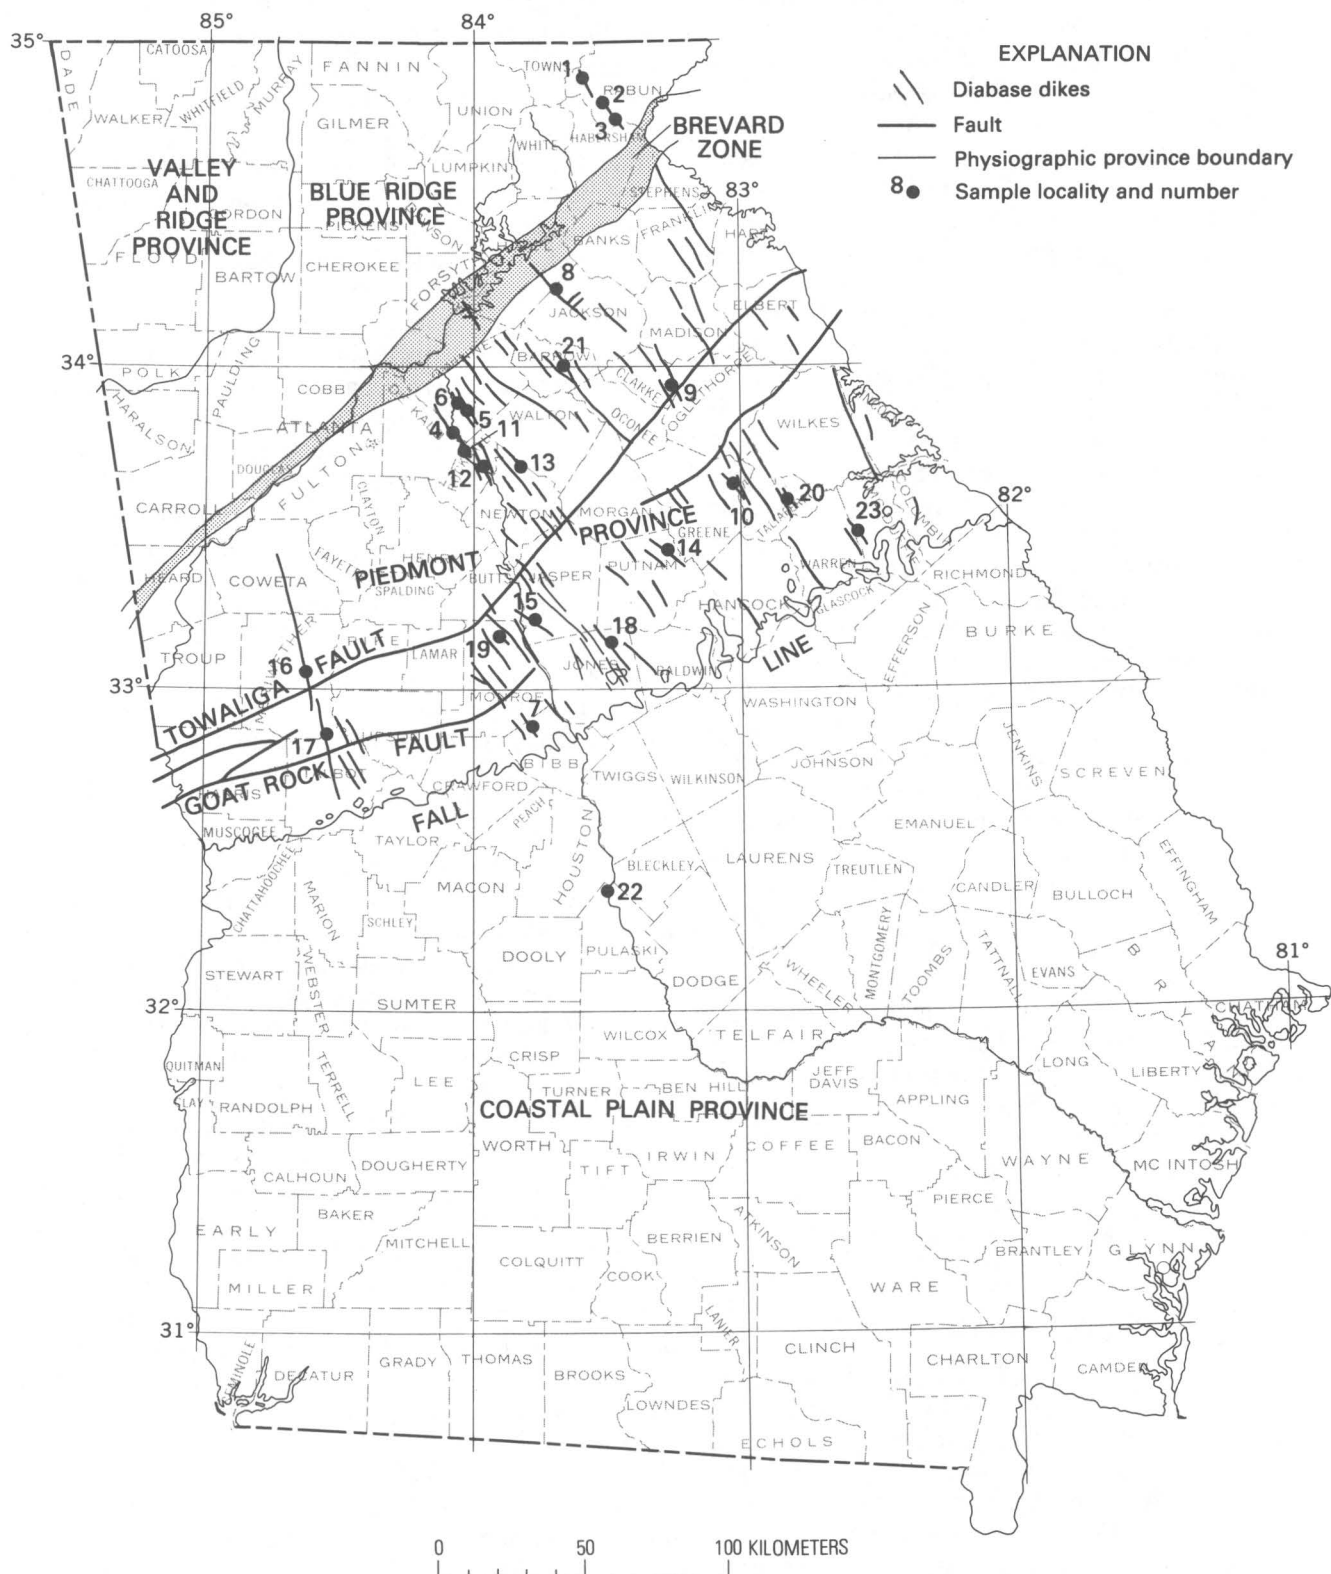 85°
84°
35°
EXPLANATION
Diabase dikes
Fault
Physiographic province boundary
8 Sample locality and number
DADE
CATOOSA
WALKER
WHITFIELD
MURRAY
FANNIN
TOWNS
1
2
RABUN
3
GILMER
UNION
WHITE
HABERSHAM
BREVARD
ZONE
LUMPKIN
CHATTOOGA
VALLEY
AND
RIDGE
PROVINCE
BLUE RIDGE
PROVINCE
GORDON
PICKENS
DAWSON
STEPHENS
83°
FRANKLIN
HART
BANKS
FLOYD
BARTOW
CHEROKEE
FORSYTH
8
JACKSON
MADISON
ELBERT
34°
POLK
PAULDING
COBB
BARROW
21
CLARKE
9
OGLETHORPE
HARALSON
ATLANTA
6
5
WALTON
OCONEE
WILKES
4
11
12
13
DOUGLAS
FULTON
CARROLL
CLAYTON
NEWTON
MORGAN
PROVINCE
GREENE
10
20
COLUMBIA
82°
23
HEARD
COWETA
FAYETTE
HENRY
PIEDMONT
SPALDING
BUTTS
JASPER
PUTNAM
14
WARREN
RICHMOND
HANCOCK
GLASCOCK
JEFFERSON
BURKE
TROUP
LAMAR
15
19
18
LINE
16
FAULT
33°
TOWALIGA
JONES
BALDWIN
WASHINGTON
MONROE
7
17
FAULT
GOAT ROCK
TALBOT
HARRIS
UPSON
CRAWFORD
BIBB
TWIGGS
WILKINSON
JOHNSON
JENKINS
SCREVEN
MUSCOGEE
FALL
PEACH
TAYLOR
HOUSTON
EMANUEL
EFFINGHAM
CHATTAHOOCHEE
MARION
MACON
BLECKLEY
LAURENS
TREUTLEN
CANDLER
BULLOCH
SCHLEY
22
STEWART
WEBSTER
DOOLY
PULASKI
DODGE
WHEELER
MONTGOMERY
TOOMBS
TATTNALL
EVANS
BRYAN
81°
CHATHAM
32°
SUMTER
WILCOX
TELFAIR
LONG
LIBERTY
QUITMAN
TERRELL
LEE
CRISP
TURNER
BEN HILL
JEFF
DAVIS
APPLING
CLAY
RANDOLPH
COASTAL PLAIN PROVINCE
CALHOUN
DOUGHERTY
WORTH
TIFT
IRWIN
COFFEE
BACON
WAYNE
MC INTOSH
EARLY
BAKER
MITCHELL
PIERCE
BERRIEN
ATKINSON
COLQUITT
COOK
BRANTLEY
GLYNN
MILLER
WARE
31°
LANIER
SEMINOLE
DECATUR
GRADY
THOMAS
BROOKS
CLINCH
CHARLTON
CAMDEN
LOWNDES
ECHOLS
0 50 100 KILOMETERS